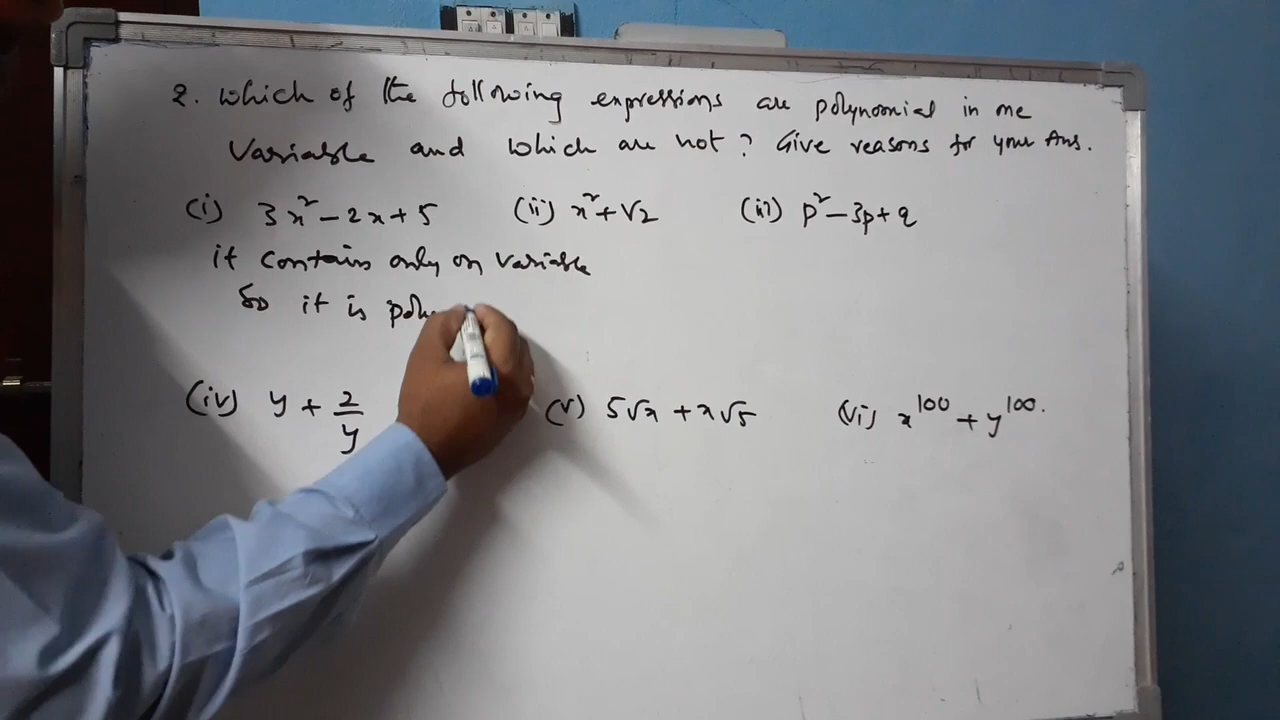 2. Which of the following expressions are polynomial in one
Variable and which are not? Give reasons for your Ans.
(i) 3x² - 2x + 5 (ii) x² + √2 (iii) p² - 3p + q
it contains only on variable
So it is poly
(iv) y + 2/y (v) 5√x + x√5 (vi) x¹⁰⁰ + y¹⁰⁰.